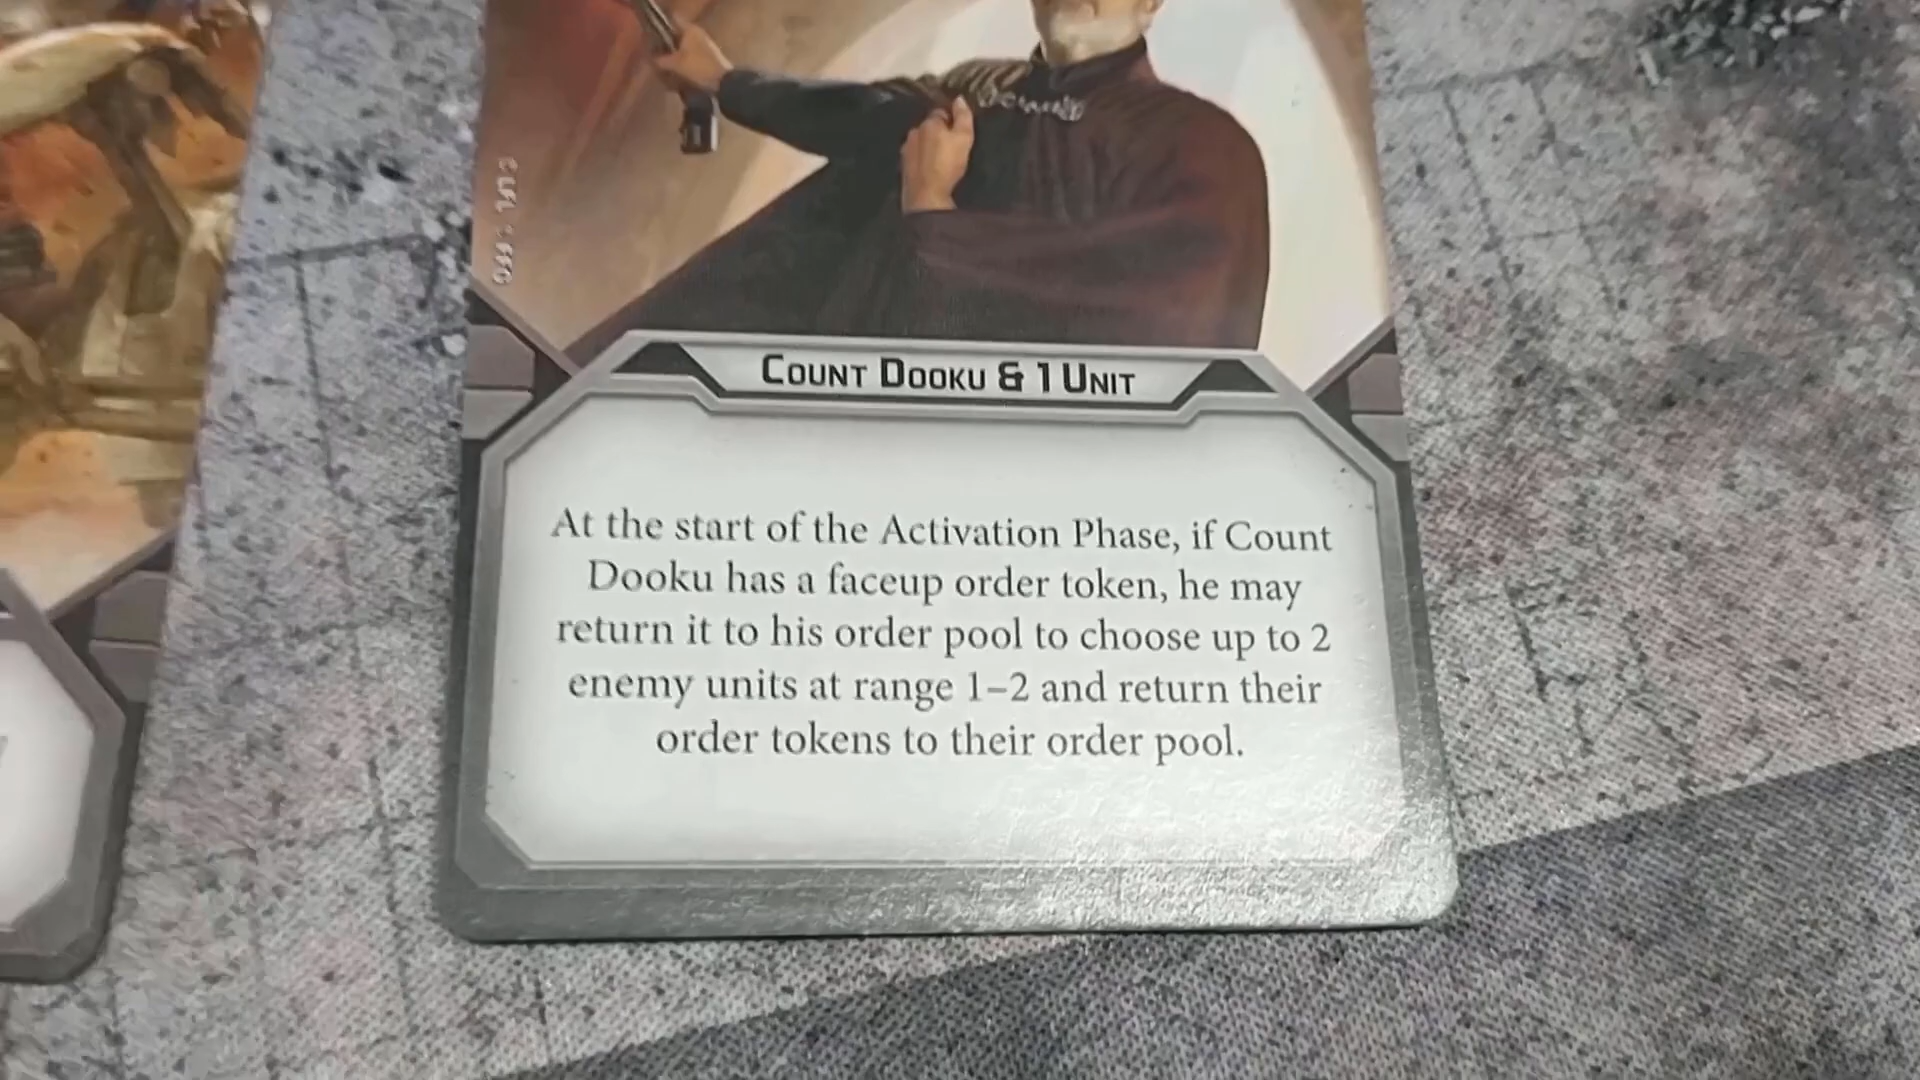 © LFL © FFG
COUNT DOOKU & 1 UNIT
At the start of the Activation Phase, if Count
Dooku has a faceup order token, he may
return it to his order pool to choose up to 2
enemy units at range 1–2 and return their
order tokens to their order pool.